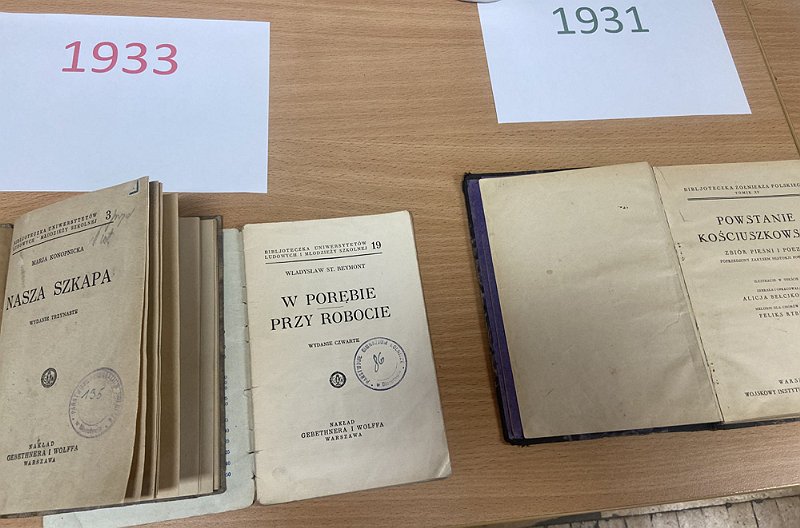 1933
1931
BIBLJOTECZKA UNIWERSYTETÓW
LUDOWYCH I MŁODZIEŻY SZKOLNEJ
3
MARJA KONOPNICKA
NASZA SZKAPA
WYDANIE TRZYNASTE
135
NAKŁAD
GEBETHNERA I WOLFFA
WARSZAWA
BIBLJOTECZKA UNIWERSYTETÓW
LUDOWYCH I MŁODZIEŻY SZKOLNEJ
19
WŁADYSŁAW ST. REYMONT
W PORĘBIE
PRZY ROBOCIE
WYDANIE CZWARTE
86
NAKŁAD
GEBETHNERA I WOLFFA
WARSZAWA
BIBLJOTECZKA ŻOŁNIERZA POLSKIEGO
POWSTANIE
KOŚCIUSZKOWS
ZBIÓR PIEŚNI I POEZ
ALICJA BEŁCIKO
FELIKS RYB
WARS
WOJSKOWY INSTYTU